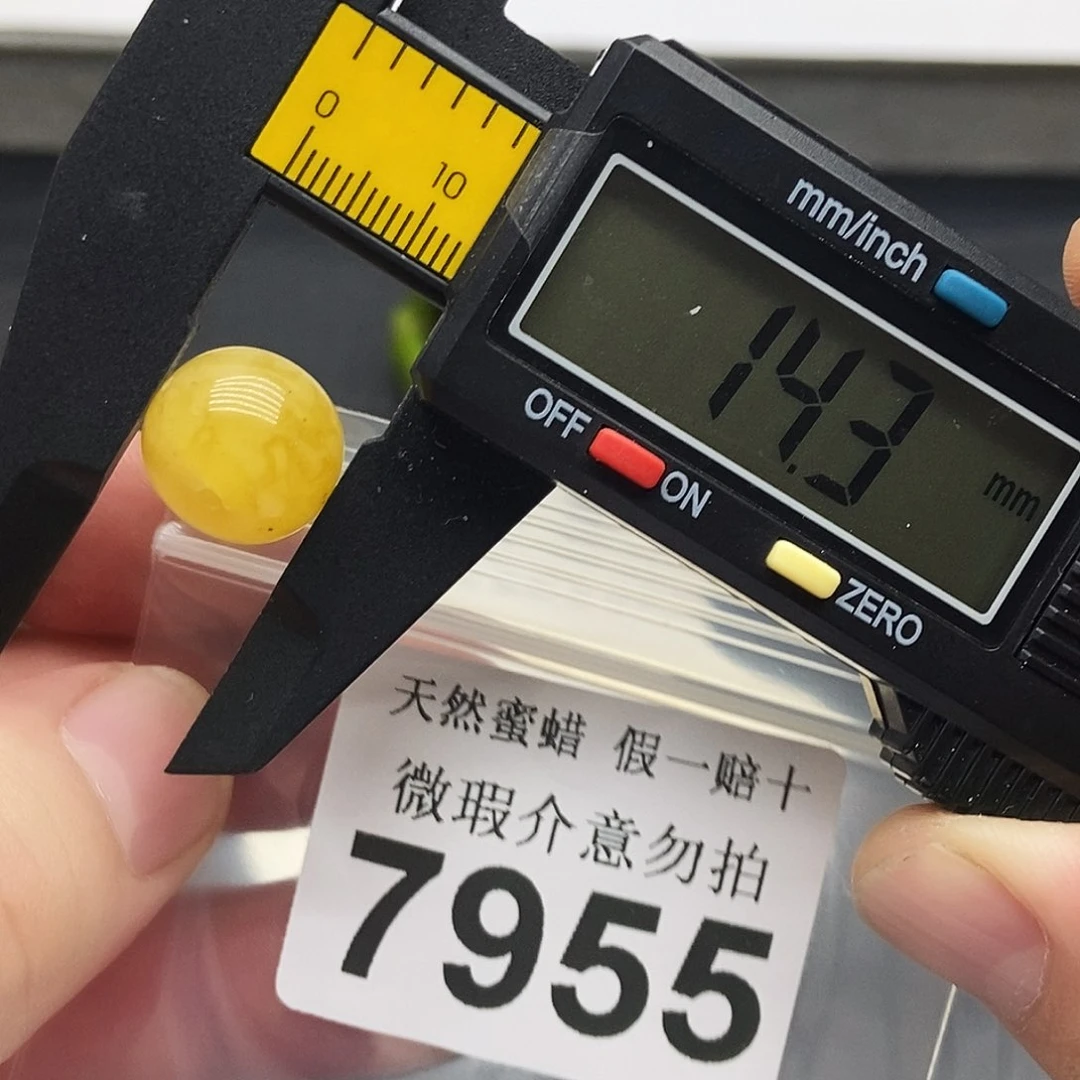 0
10
mm/inch
14.3
mm
OFF
ON
ZERO
天然蜜蜡 假一赔十
微瑕介意勿拍
7955